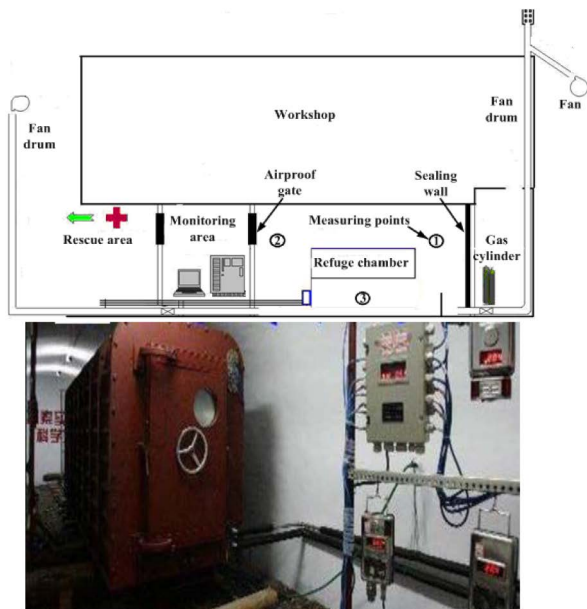 Workshop
Fan
drum
Fan
drum
Fan
Airproof
gate
Sealing
wall
Monitoring
area
Measuring points
①
②
Rescue area
Gas
cylinder
Refuge chamber
③